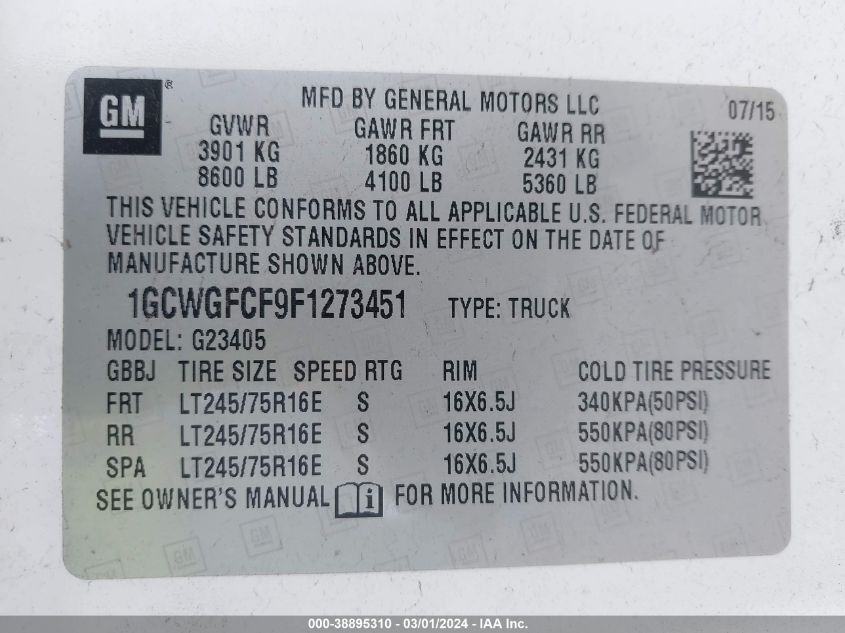 GM ®
MFD BY GENERAL MOTORS LLC
07/15
GVWR GAWR FRT GAWR RR
3901 KG 1860 KG 2431 KG
8600 LB 4100 LB 5360 LB
THIS VEHICLE CONFORMS TO ALL APPLICABLE U.S. FEDERAL MOTOR
VEHICLE SAFETY STANDARDS IN EFFECT ON THE DATE OF
MANUFACTURE SHOWN ABOVE.
1GCWGFCF9F1273451 TYPE: TRUCK
MODEL: G23405
GBBJ TIRE SIZE SPEED RTG RIM COLD TIRE PRESSURE
FRT LT245/75R16E S 16X6.5J 340KPA(50PSI)
RR LT245/75R16E S 16X6.5J 550KPA(80PSI)
SPA LT245/75R16E S 16X6.5J 550KPA(80PSI)
SEE OWNER'S MANUAL i FOR MORE INFORMATION.
000-38895310 - 03/01/2024 - IAA Inc.